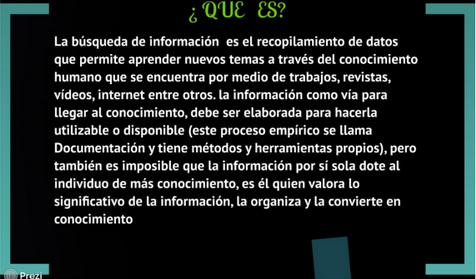 ¿ QUE ES?
La búsqueda de información es el recopilamiento de datos
que permite aprender nuevos temas a través del conocimiento
humano que se encuentra por medio de trabajos, revistas,
vídeos, internet entre otros. la información como vía para
llegar al conocimiento, debe ser elaborada para hacerla
utilizable o disponible (este proceso empírico se llama
Documentación y tiene métodos y herramientas propios), pero
también es imposible que la información por sí sola dote al
individuo de más conocimiento, es él quien valora lo
significativo de la información, la organiza y la convierte en
conocimiento
Prezi